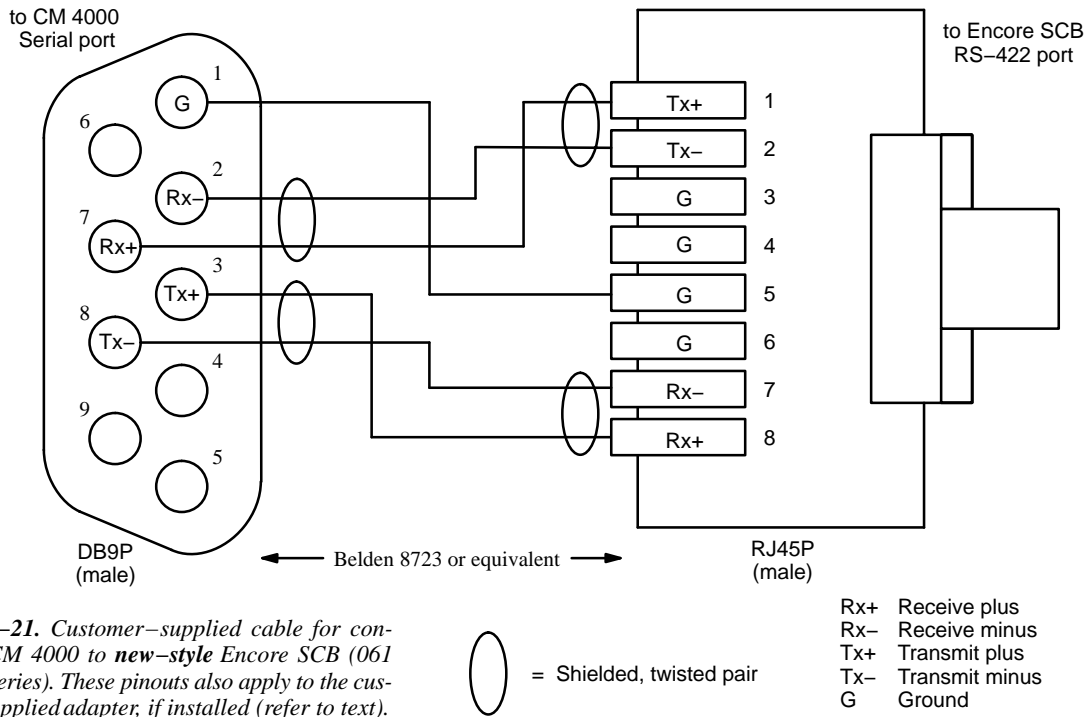 to CM 4000
Serial port
to Encore SCB
RS−422 port
1
G
6
2
Rx−
7
Rx+
3
Tx+
8
Tx−
4
9
5
Tx+ 1
Tx− 2
G 3
G 4
G 5
G 6
Rx− 7
Rx+ 8
DB9P
(male)
Belden 8723 or equivalent
RJ45P
(male)
−21. Customer−supplied cable for con-
CM 4000 to new−style Encore SCB (061
eries). These pinouts also apply to the cus-
pplied adapter, if installed (refer to text).
= Shielded, twisted pair
Rx+ Receive plus
Rx− Receive minus
Tx+ Transmit plus
Tx− Transmit minus
G Ground